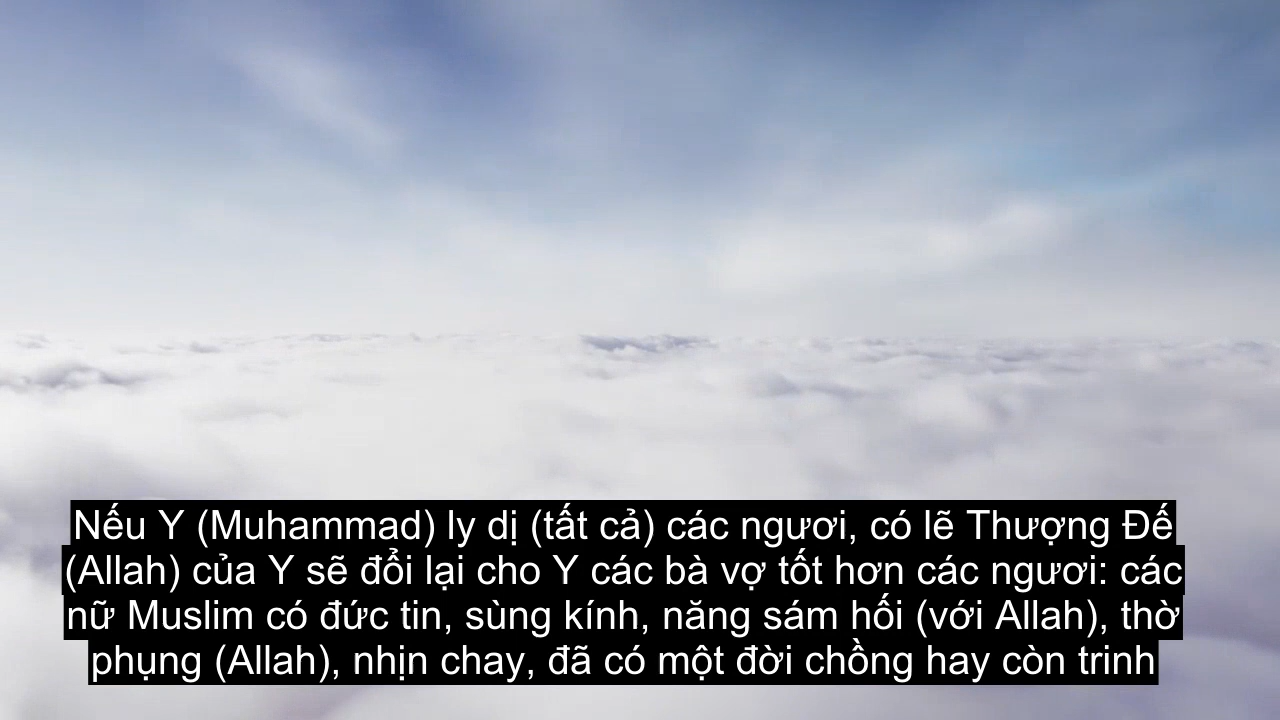 Nếu Y (Muhammad) ly dị (tất cả) các ngươi, có lẽ Thượng Đế
(Allah) của Y sẽ đổi lại cho Y các bà vợ tốt hơn các ngươi: các
nữ Muslim có đức tin, sùng kính, năng sám hối (với Allah), thờ
phụng (Allah), nhịn chay, đã có một đời chồng hay còn trinh